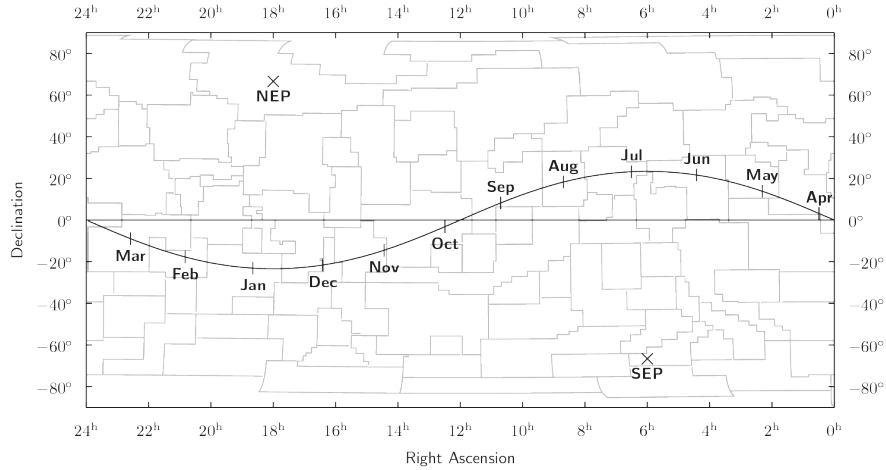 24ʰ 22ʰ 20ʰ 18ʰ 16ʰ 14ʰ 12ʰ 10ʰ 8ʰ 6ʰ 4ʰ 2ʰ 0ʰ
80° 80°
NEP
60° 60°
40° 40°
Jul
Aug Jun
20° 20°
Sep May
Apr
Declination
0° 0°
Oct
Mar
−20° Feb Nov −20°
Jan Dec
−40° −40°
−60° −60°
SEP
−80° −80°
24ʰ 22ʰ 20ʰ 18ʰ 16ʰ 14ʰ 12ʰ 10ʰ 8ʰ 6ʰ 4ʰ 2ʰ 0ʰ
Right Ascension